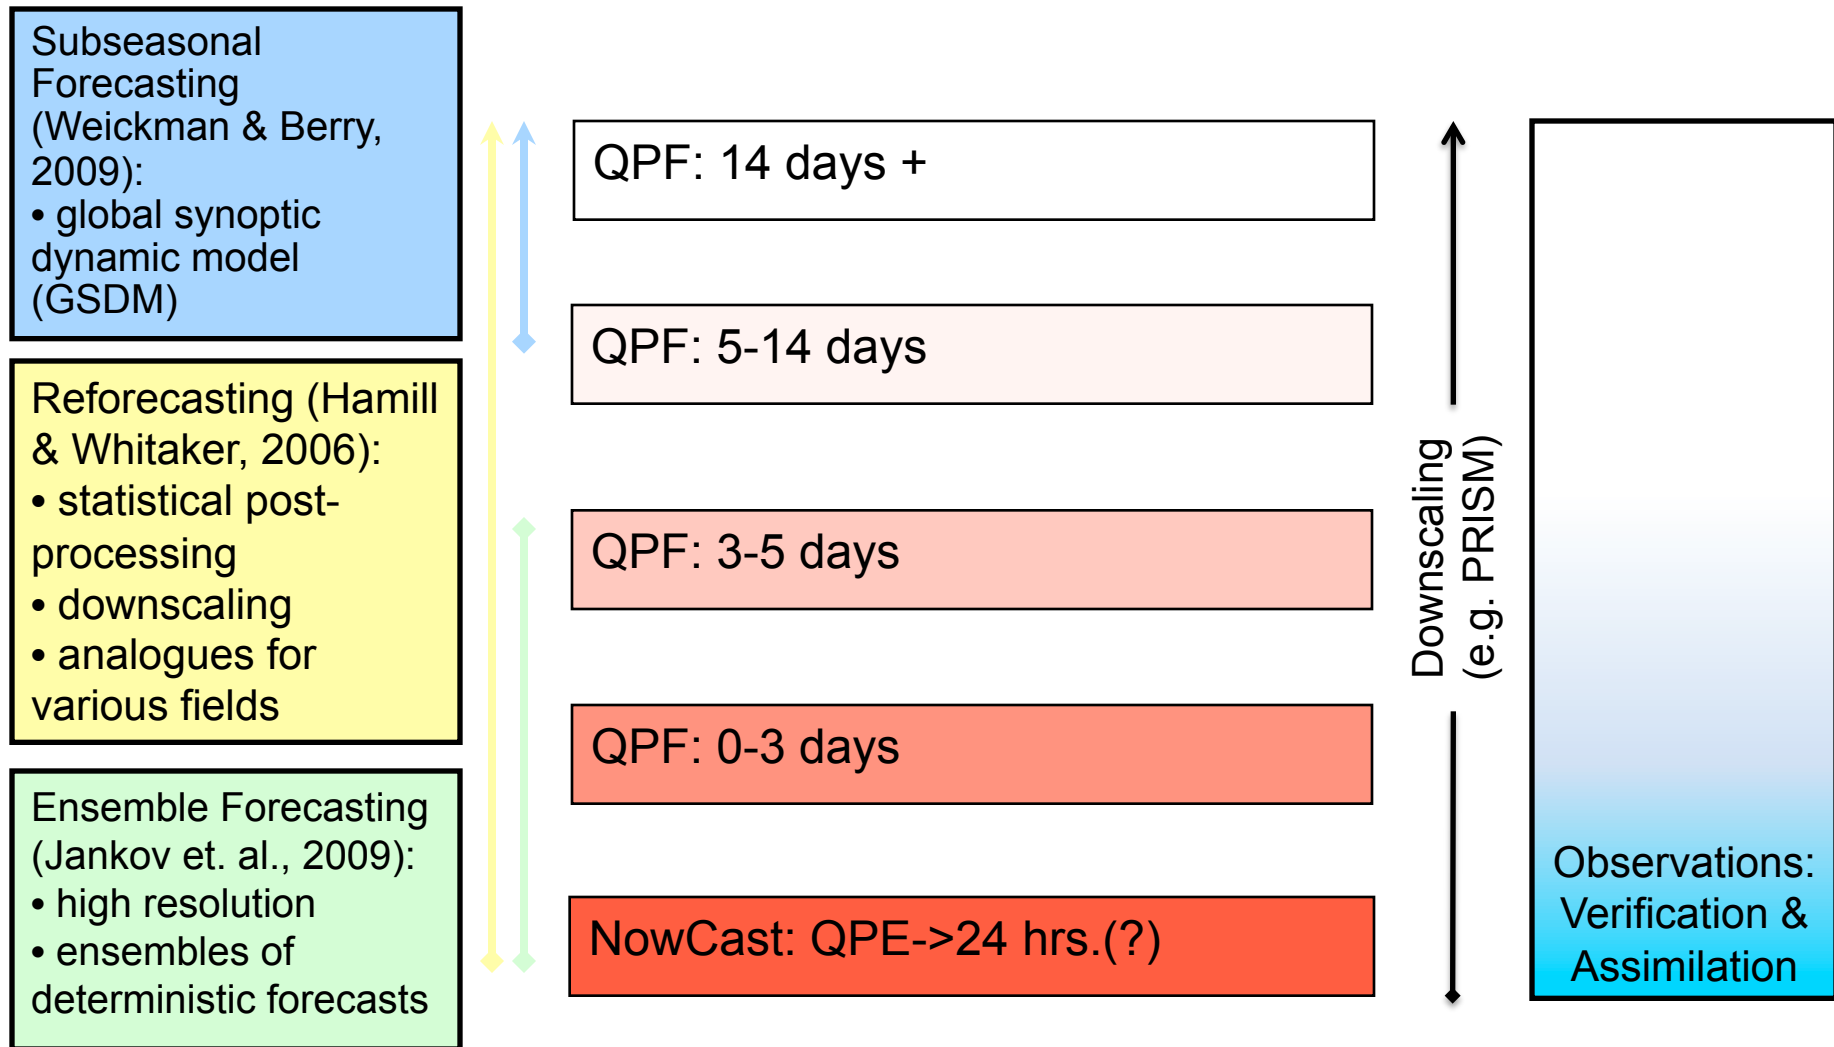 Subseasonal
Forecasting
(Weickman & Berry,
2009):
• global synoptic
dynamic model
(GSDM)
Reforecasting (Hamill
& Whitaker, 2006):
• statistical post-
processing
• downscaling
• analogues for
various fields
Ensemble Forecasting
(Jankov et. al., 2009):
• high resolution
• ensembles of
deterministic forecasts
QPF: 14 days +
QPF: 5-14 days
QPF: 3-5 days
QPF: 0-3 days
NowCast: QPE->24 hrs.(?)
Downscaling
(e.g. PRISM)
Observations:
Verification &
Assimilation